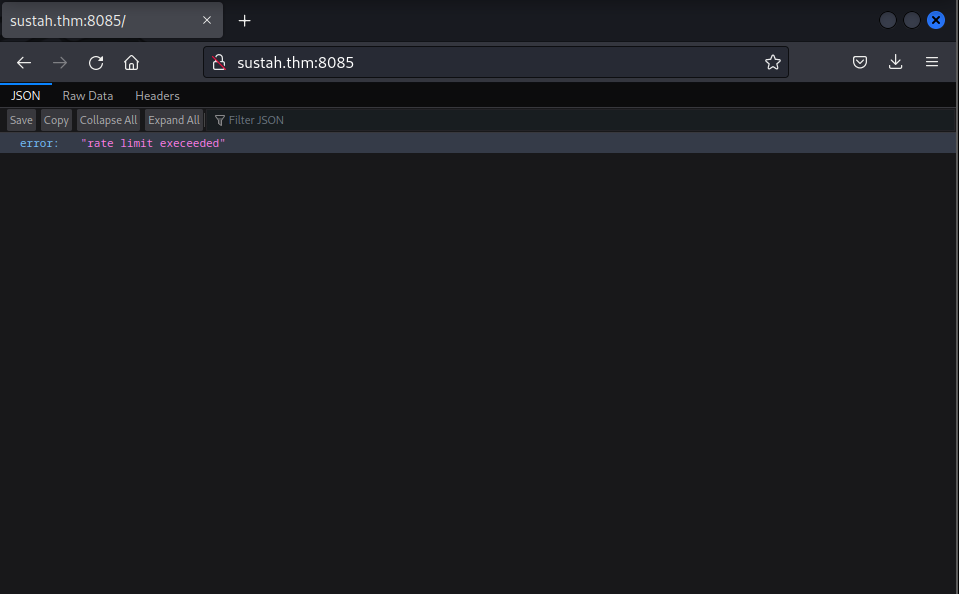 sustah.thm:8085/
sustah.thm:8085
JSON Raw Data Headers
Save Copy Collapse All Expand All Filter JSON
error: "rate limit execeeded"